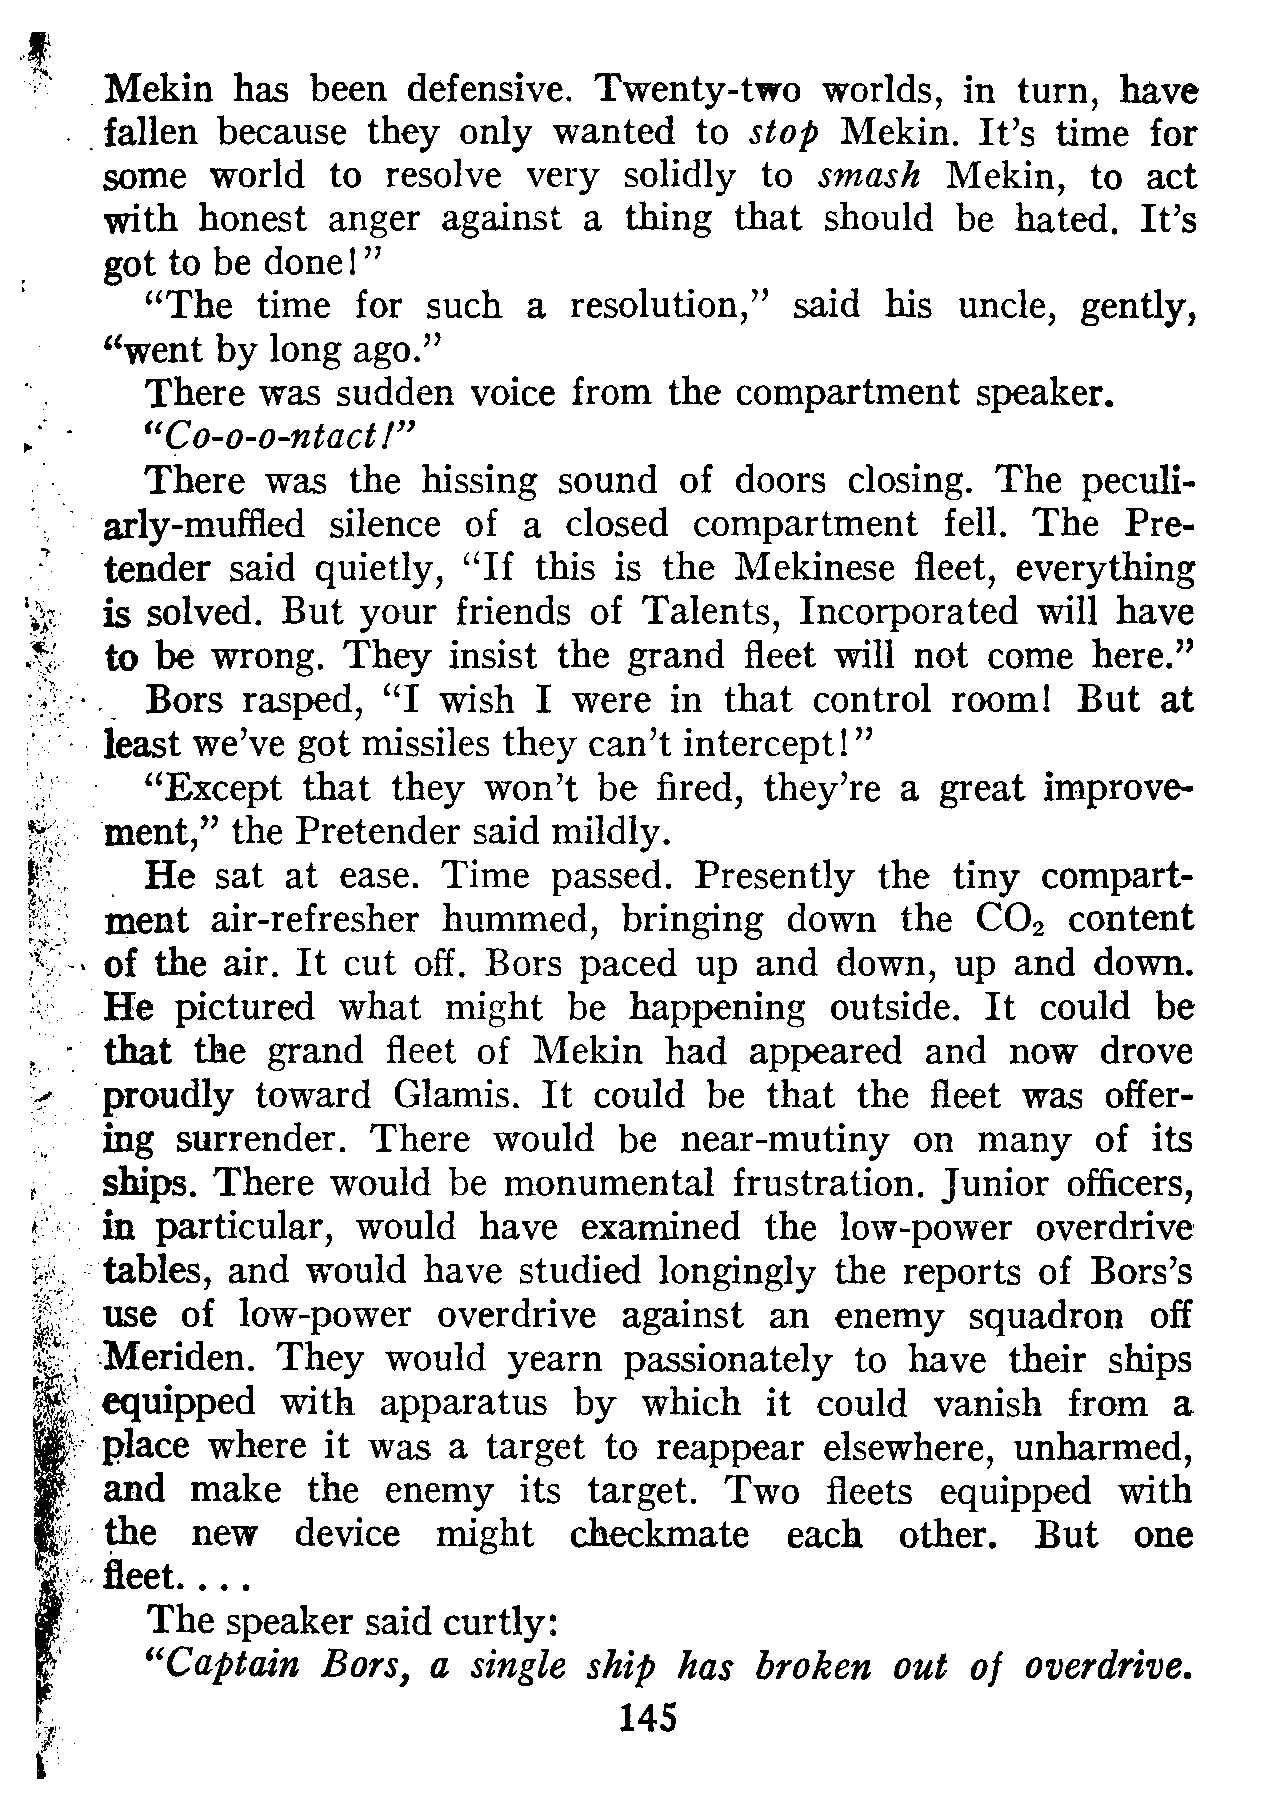 Mekin has been defensive. Twenty-two worlds, in turn, have
fallen because they only wanted to stop Mekin. It's time for
some world to resolve very solidly to smash Mekin, to act
with honest anger against a thing that should be hated. It's
got to be done!"
"The time for such a resolution," said his uncle, gently,
"went by long ago."
There was sudden voice from the compartment speaker.
"Co-o-o-ntact!"
There was the hissing sound of doors closing. The peculi-
arly-muffled silence of a closed compartment fell. The Pre-
tender said quietly, "If this is the Mekinese fleet, everything
is solved. But your friends of Talents, Incorporated will have
to be wrong. They insist the grand fleet will not come here."
Bors rasped, "I wish I were in that control room! But at
least we've got missiles they can't intercept!"
"Except that they won't be fired, they're a great improve-
ment," the Pretender said mildly.
He sat at ease. Time passed. Presently the tiny compart-
ment air-refresher hummed, bringing down the CO₂ content
of the air. It cut off. Bors paced up and down, up and down.
He pictured what might be happening outside. It could be
that the grand fleet of Mekin had appeared and now drove
proudly toward Glamis. It could be that the fleet was offer-
ing surrender. There would be near-mutiny on many of its
ships. There would be monumental frustration. Junior officers,
in particular, would have examined the low-power overdrive
tables, and would have studied longingly the reports of Bors's
use of low-power overdrive against an enemy squadron off
Meriden. They would yearn passionately to have their ships
equipped with apparatus by which it could vanish from a
place where it was a target to reappear elsewhere, unharmed,
and make the enemy its target. Two fleets equipped with
the new device might checkmate each other. But one
fleet. . . .
The speaker said curtly:
"Captain Bors, a single ship has broken out of overdrive.
145